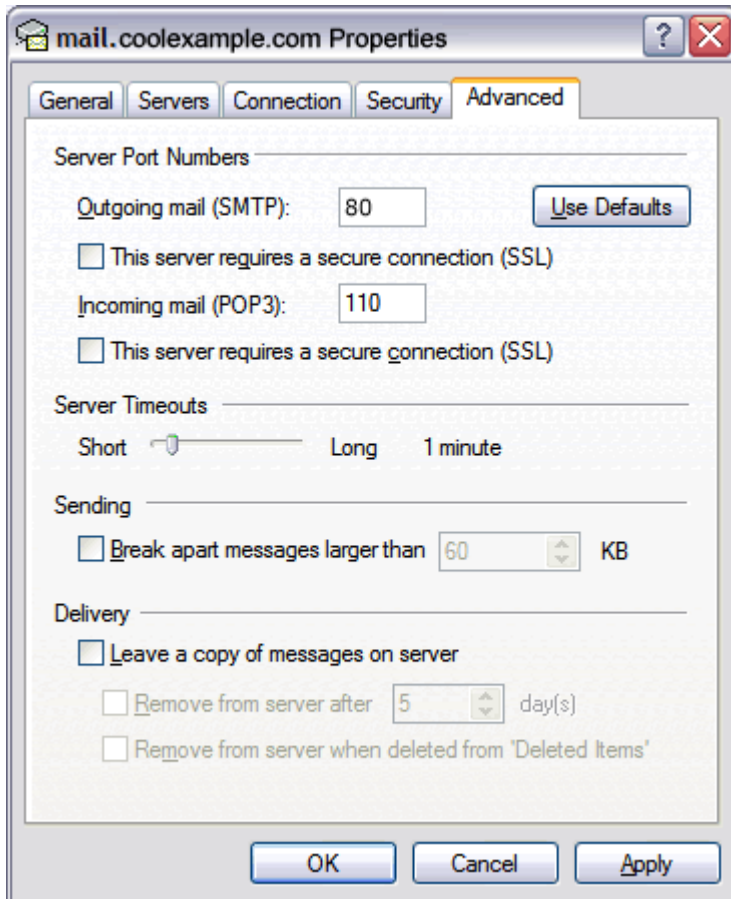 mail.coolexample.com Properties
General Servers Connection Security Advanced
Server Port Numbers
Outgoing mail (SMTP): 80 Use Defaults
This server requires a secure connection (SSL)
Incoming mail (POP3): 110
This server requires a secure connection (SSL)
Server Timeouts
Short Long 1 minute
Sending
Break apart messages larger than 60 KB
Delivery
Leave a copy of messages on server
Remove from server after 5 day(s)
Remove from server when deleted from 'Deleted Items'
OK Cancel Apply